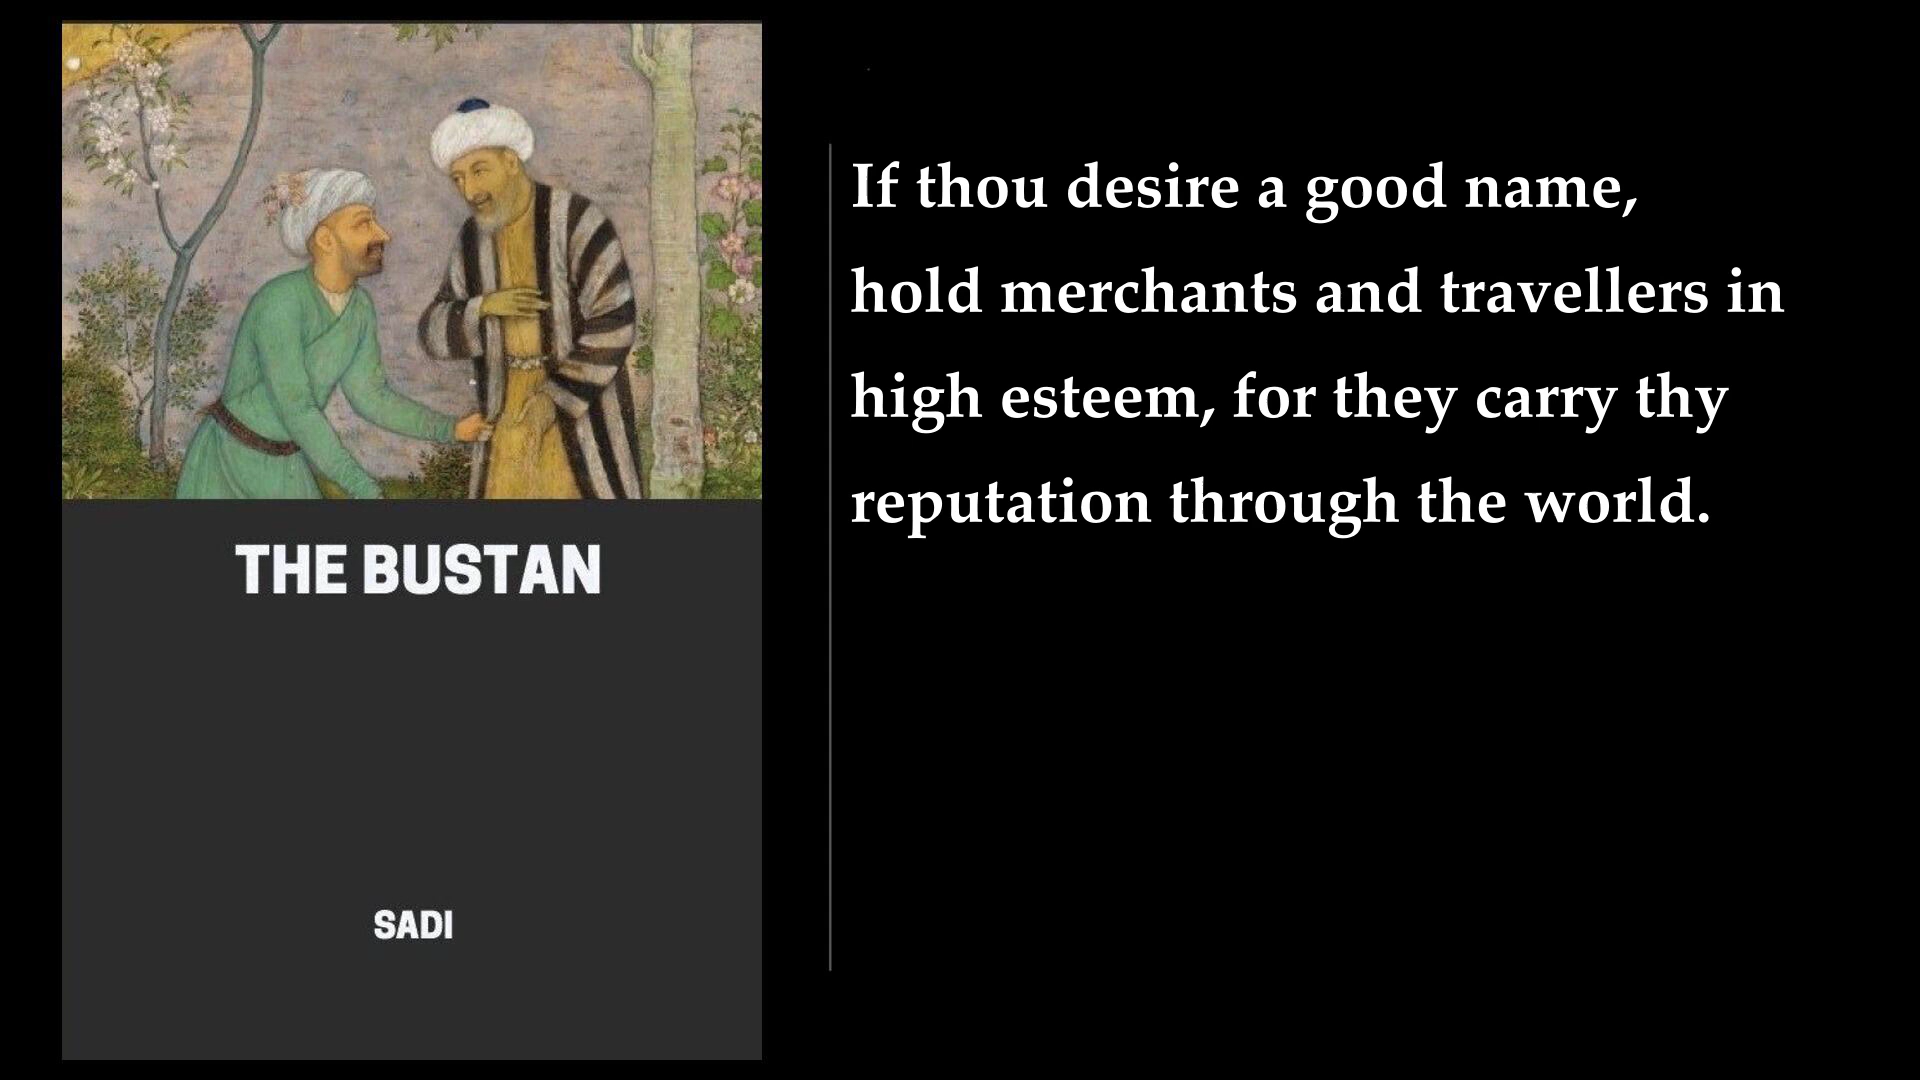 THE BUSTAN
SADI
If thou desire a good name,
hold merchants and travellers in
high esteem, for they carry thy
reputation through the world.